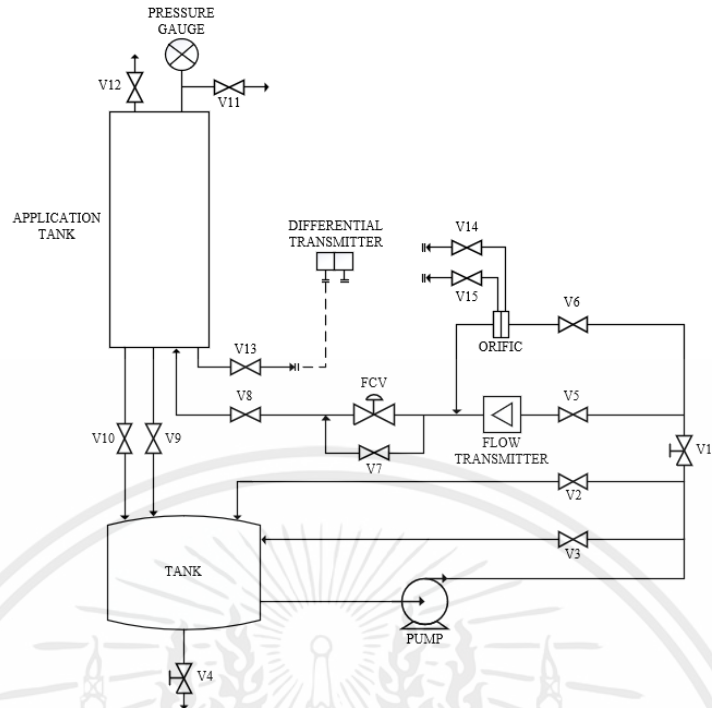 PRESSURE
GAUGE
V12
V11
APPLICATION
TANK
DIFFERENTIAL
TRANSMITTER
V14
V15
V6
ORIFIC
V13
FCV
V8
V5
V10
V9
FLOW
TRANSMITTER
V1
V7
V2
V3
TANK
PUMP
V4